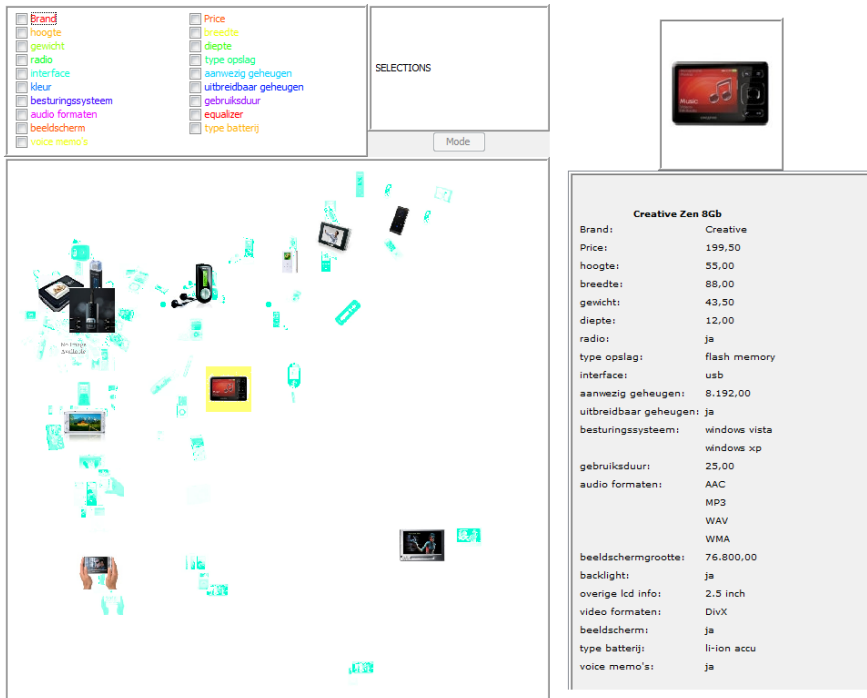 Brand
Price
hoogte
breedte
gewicht
diepte
radio
type opslag
interface
aanwezig geheugen
kleur
uitbreidbaar geheugen
besturingssysteem
gebruiksduur
audio formaten
equalizer
beeldscherm
type batterij
voice memo's
SELECTIONS
Mode
Creative Zen 8Gb
Brand: Creative
Price: 199,50
hoogte: 55,00
breedte: 88,00
gewicht: 43,50
diepte: 12,00
radio: ja
type opslag: flash memory
interface: usb
aanwezig geheugen: 8.192,00
uitbreidbaar geheugen: ja
besturingssysteem: windows vista
windows xp
gebruiksduur: 25,00
audio formaten: AAC
MP3
WAV
WMA
beeldschermgrootte: 76.800,00
backlight: ja
overige lcd info: 2.5 inch
video formaten: DivX
beeldscherm: ja
type batterij: li-ion accu
voice memo's: ja